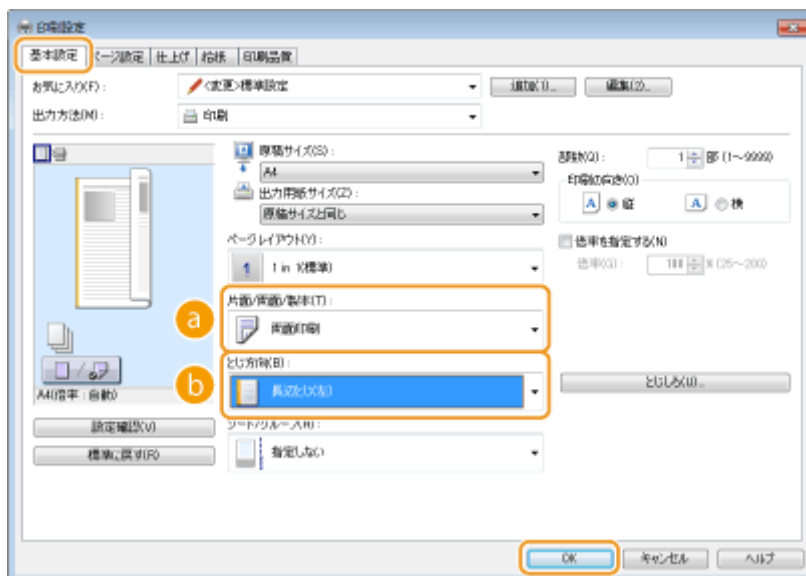 印刷設定
基本設定 ページ設定 仕上げ 給紙 印刷品質
お気に入り(F): <変更>標準設定 追加(1)... 編集(2)...
出力方法(M): 印刷
原稿サイズ(S):
A4
出力用紙サイズ(Z):
原稿サイズと同じ
ページレイアウト(Y):
1 in 1(標準)
片面/両面/製本(T):
a
両面印刷
とじ方向(B):
b
長辺とじ(左)
指定しない
部数(Q): 1 部 (1~9999)
印刷の向き(O)
A 縦 A 横
倍率を指定する(N)
倍率(G): 100 % (25~200)
とじしろ(U)...
A4(倍率:自動)
設定確認(V)
標準に戻す(R)
OK キャンセル ヘルプ